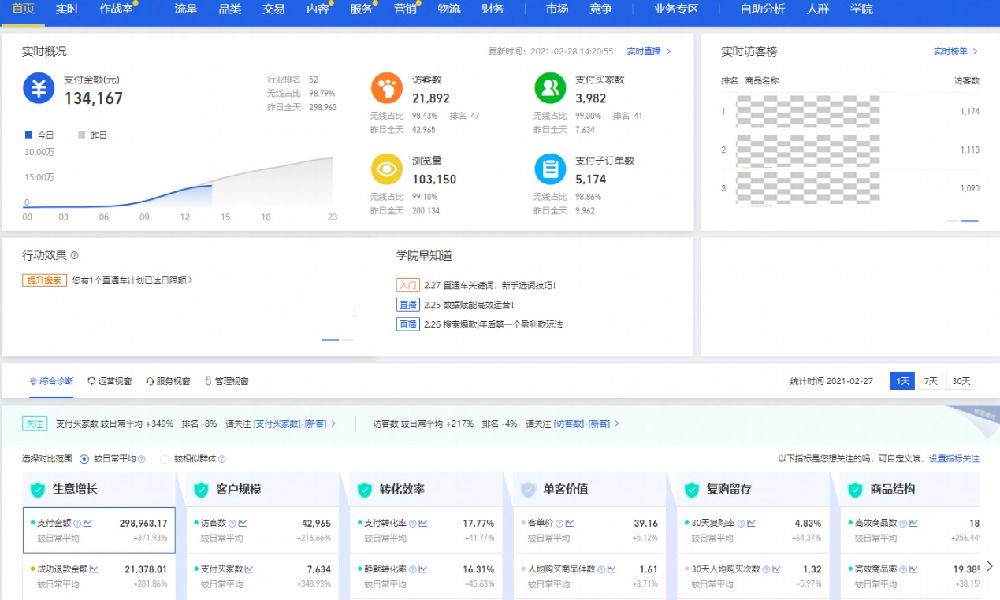 首页 实时 作战室 流量 品类 交易 内容 服务 营销 物流 财务 市场 竞争 业务专区 自助分析 人群 学院
实时概况
更新时间: 2021-02-28 14:20:55 实时直播 >
支付金额(元)
134,167
行业排名 52
无线占比 98.79%
昨日全天 298,963
今日 昨日
30.00万
15.00万
0
00 03 06 09 12 15 18 23
访客数
21,892
无线占比 98.43% 排名 47
昨日全天 42,965
支付买家数
3,982
无线占比 99.00% 排名 41
昨日全天 7,634
浏览量
103,150
无线占比 99.10%
昨日全天 200,134
支付子订单数
5,174
无线占比 98.86%
昨日全天 9,962
实时访客榜
实时榜单 >
排名 商品名称 访客数
1 1,174
2 1,113
3 1,090
行动效果 ?
提升搜索 您有1个直通车计划已达日限额 >
学院早知道
入门 2.27 直通车关键词，新手选词技巧!
直播 2.25 数据赋能高效运营!
直播 2.26 搜索爆款|年后第一个盈利款玩法
综合诊断 运营视窗 服务视窗 管理视窗
统计时间 2021-02-27 1天 7天 30天
关注 支付买家数 较日常平均 +349% 排名 -8% 请关注 [支付买家数]-[新客] > 访客数 较日常平均 +217% 排名 -4% 请关注 [访客数]-[新客] >
选择对比范围 较日常平均 ? 较相似群体 ?
以下指标是您想关注的吗，可自定义哦，设置指标关注
生意增长
支付金额 ? 298,963.17
较日常平均 +371.93%
成功退款金额 21,378.01
较日常平均 +281.86%
客户规模
访客数 ? 42,965
较日常平均 +216.66%
支付买家数 7,634
较日常平均 +348.93%
转化效率
支付转化率 ? 17.77%
较日常平均 +41.77%
静默转化率 ? 16.31%
较日常平均 +45.63%
单客价值
客单价 ? 39.16
较日常平均 +5.12%
人均购买商品件数 ? 1.61
较日常平均 +3.71%
复购留存
30天复购率 ? 4.83%
较日常平均 +64.37%
30天人均购买次数 ? 1.32
较日常平均 -5.97%
商品结构
高效商品数 ? 18
较日常平均 +256.44
高效商品率 ? 19.38%
较日常平均 +38.15